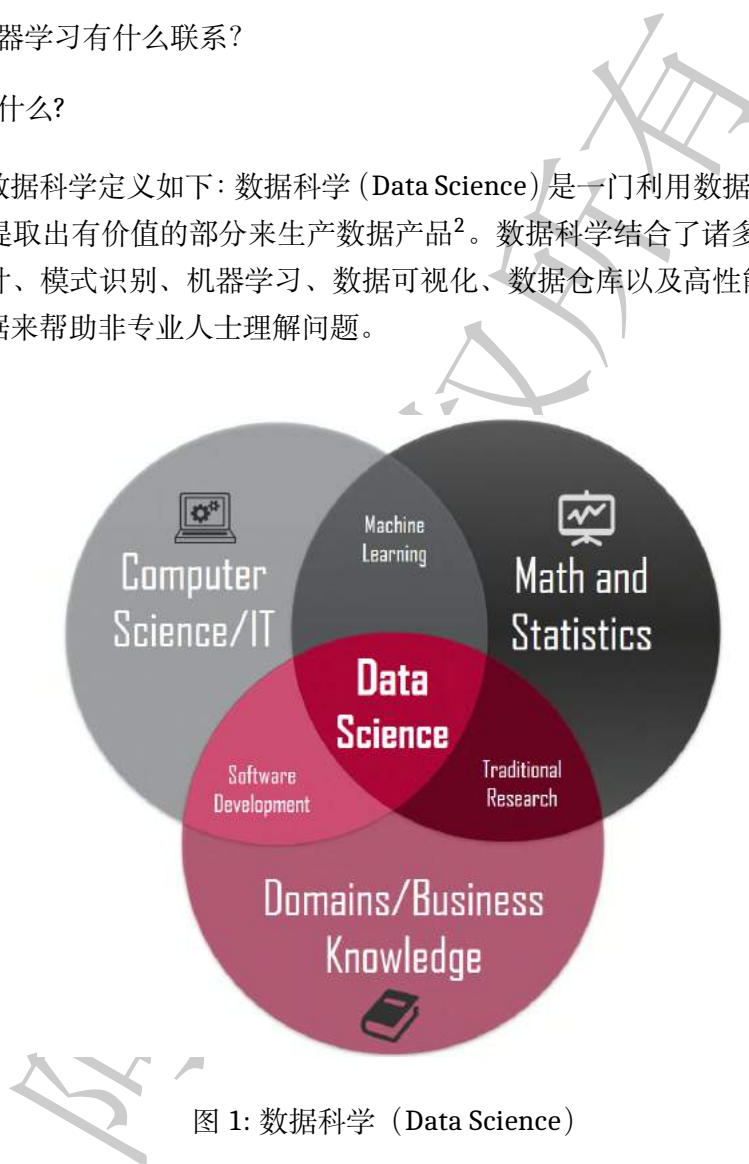 器学习有什么联系？
什么?
数据科学定义如下：数据科学（Data Science）是一门利用数据
提取出有价值的部分来生产数据产品2。数据科学结合了诸多
计、模式识别、机器学习、数据可视化、数据仓库以及高性能
据来帮助非专业人士理解问题。
Machine
Learning
Computer
Science/IT
Math and
Statistics
Data
Science
Software
Development
Traditional
Research
Domains/Business
Knowledge
图 1: 数据科学（Data Science）